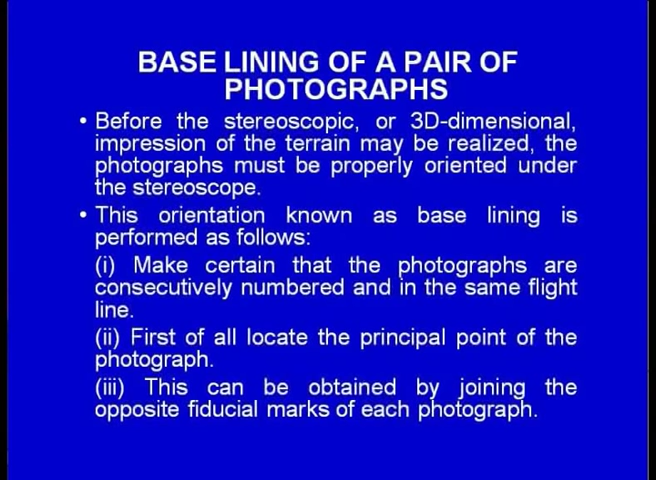 BASE LINING OF A PAIR OF
PHOTOGRAPHS
• Before the stereoscopic, or 3D-dimensional,
impression of the terrain may be realized, the
photographs must be properly oriented under
the stereoscope.
• This orientation known as base lining is
performed as follows:
(i) Make certain that the photographs are
consecutively numbered and in the same flight
line.
(ii) First of all locate the principal point of the
photograph.
(iii) This can be obtained by joining the
opposite fiducial marks of each photograph.